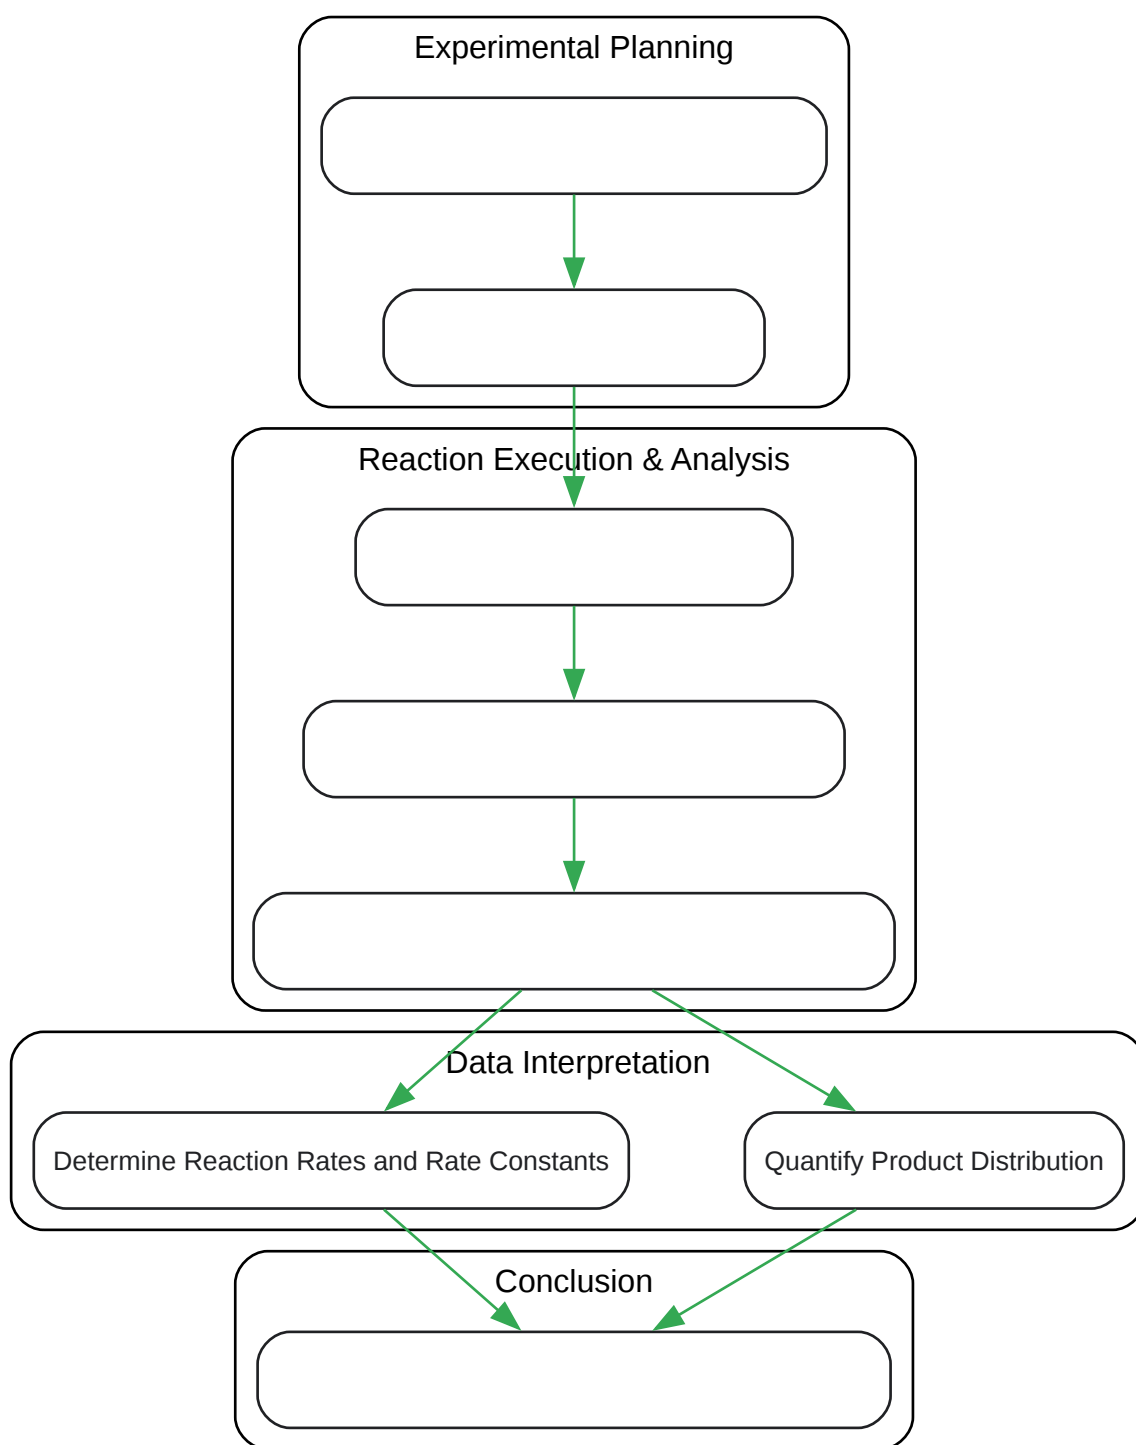 Experimental Planning
Reaction Execution & Analysis
Data Interpretation
Determine Reaction Rates and Rate Constants
Quantify Product Distribution
Conclusion